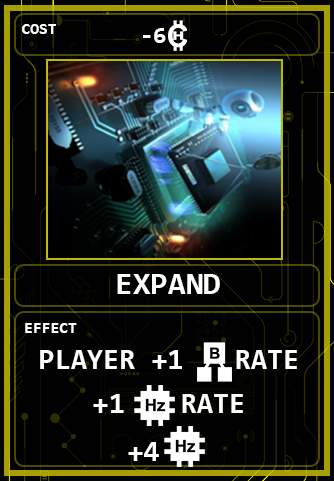 COST
-6
EXPAND
EFFECT
PLAYER +1 B RATE
+1 Hz RATE
+4 Hz